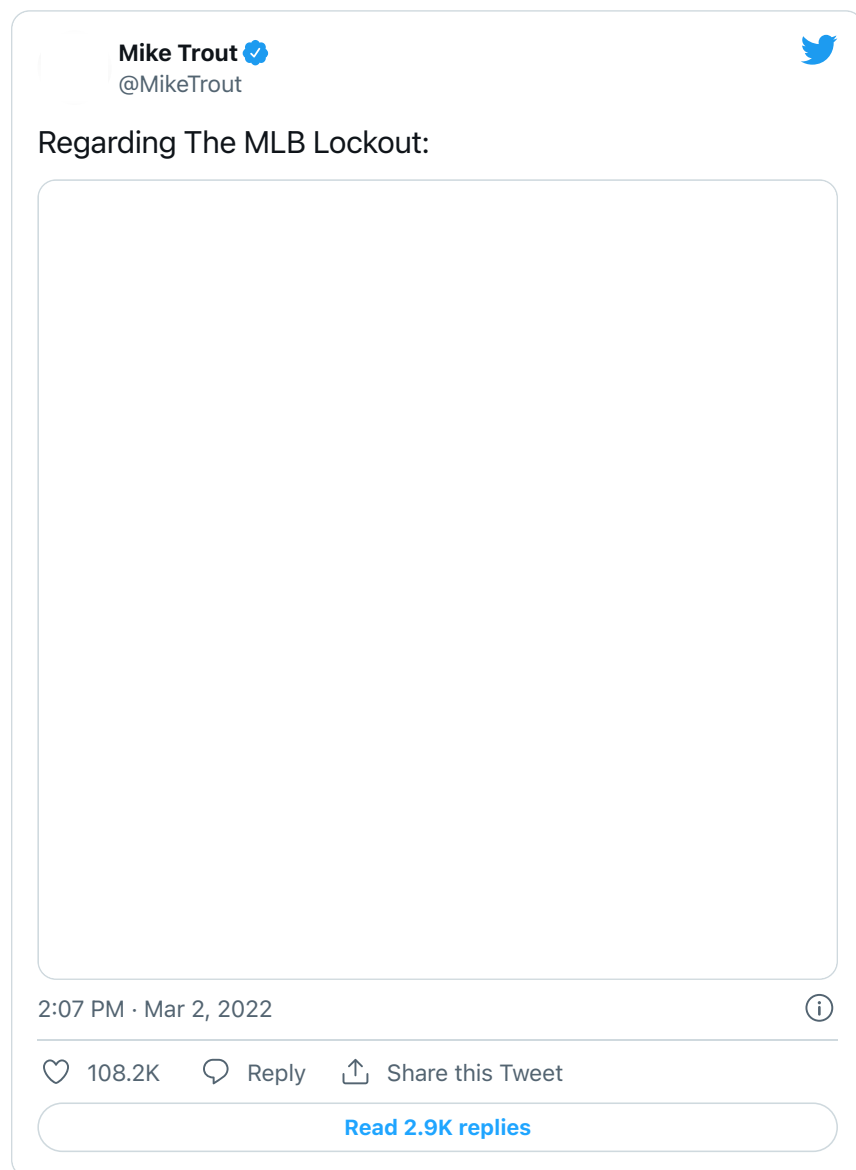 Mike Trout
@MikeTrout
Regarding The MLB Lockout:
2:07 PM · Mar 2, 2022
108.2K Reply Share this Tweet
Read 2.9K replies